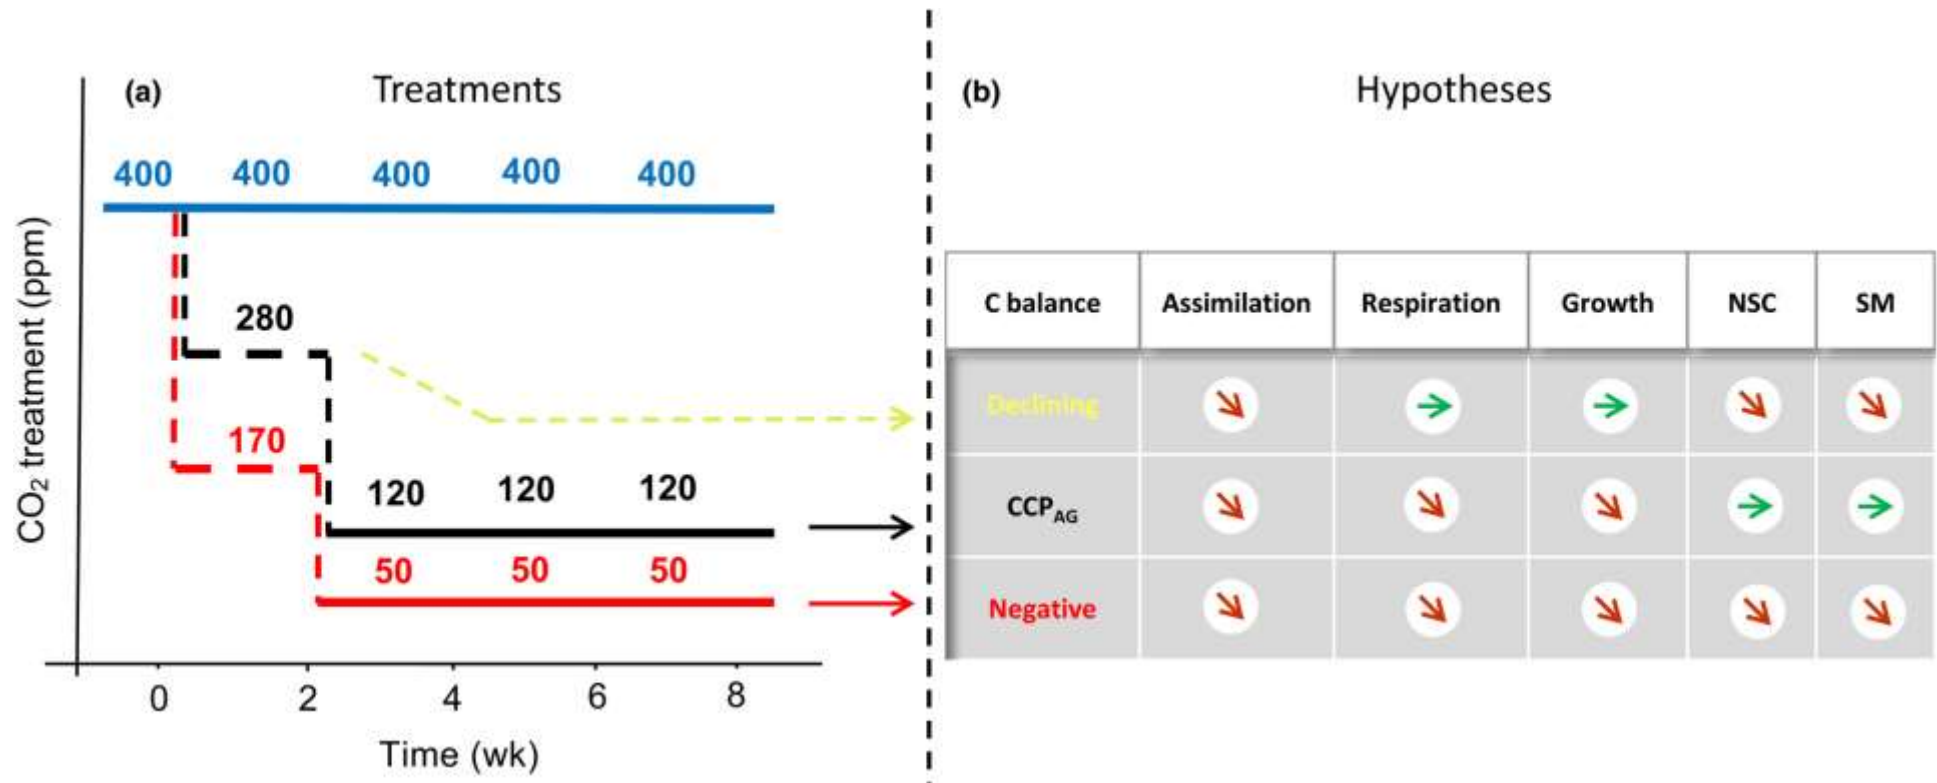 (a) Treatments
400 400 400 400 400
280
170
120 120 120
50 50 50
CO₂ treatment (ppm)
0 2 4 6 8
Time (wk)
(b) Hypotheses
C balance Assimilation Respiration Growth NSC SM
Declining
CCP_AG
Negative